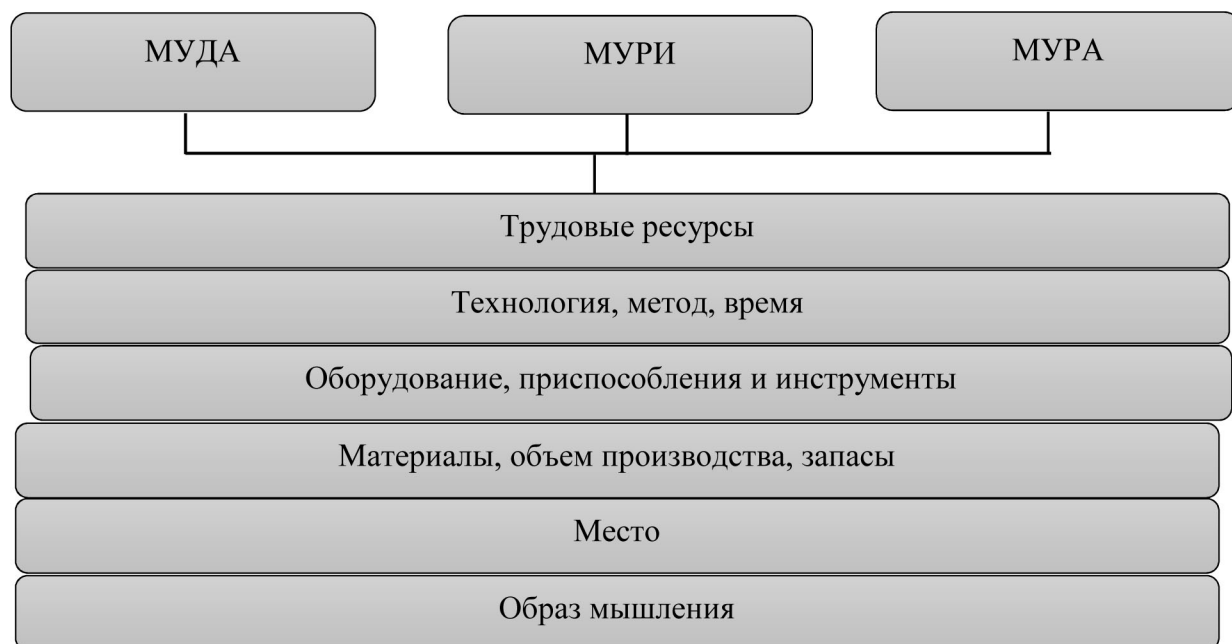 МУДА
МУРИ
МУРА
Трудовые ресурсы
Технология, метод, время
Оборудование, приспособления и инструменты
Материалы, объем производства, запасы
Место
Образ мышления